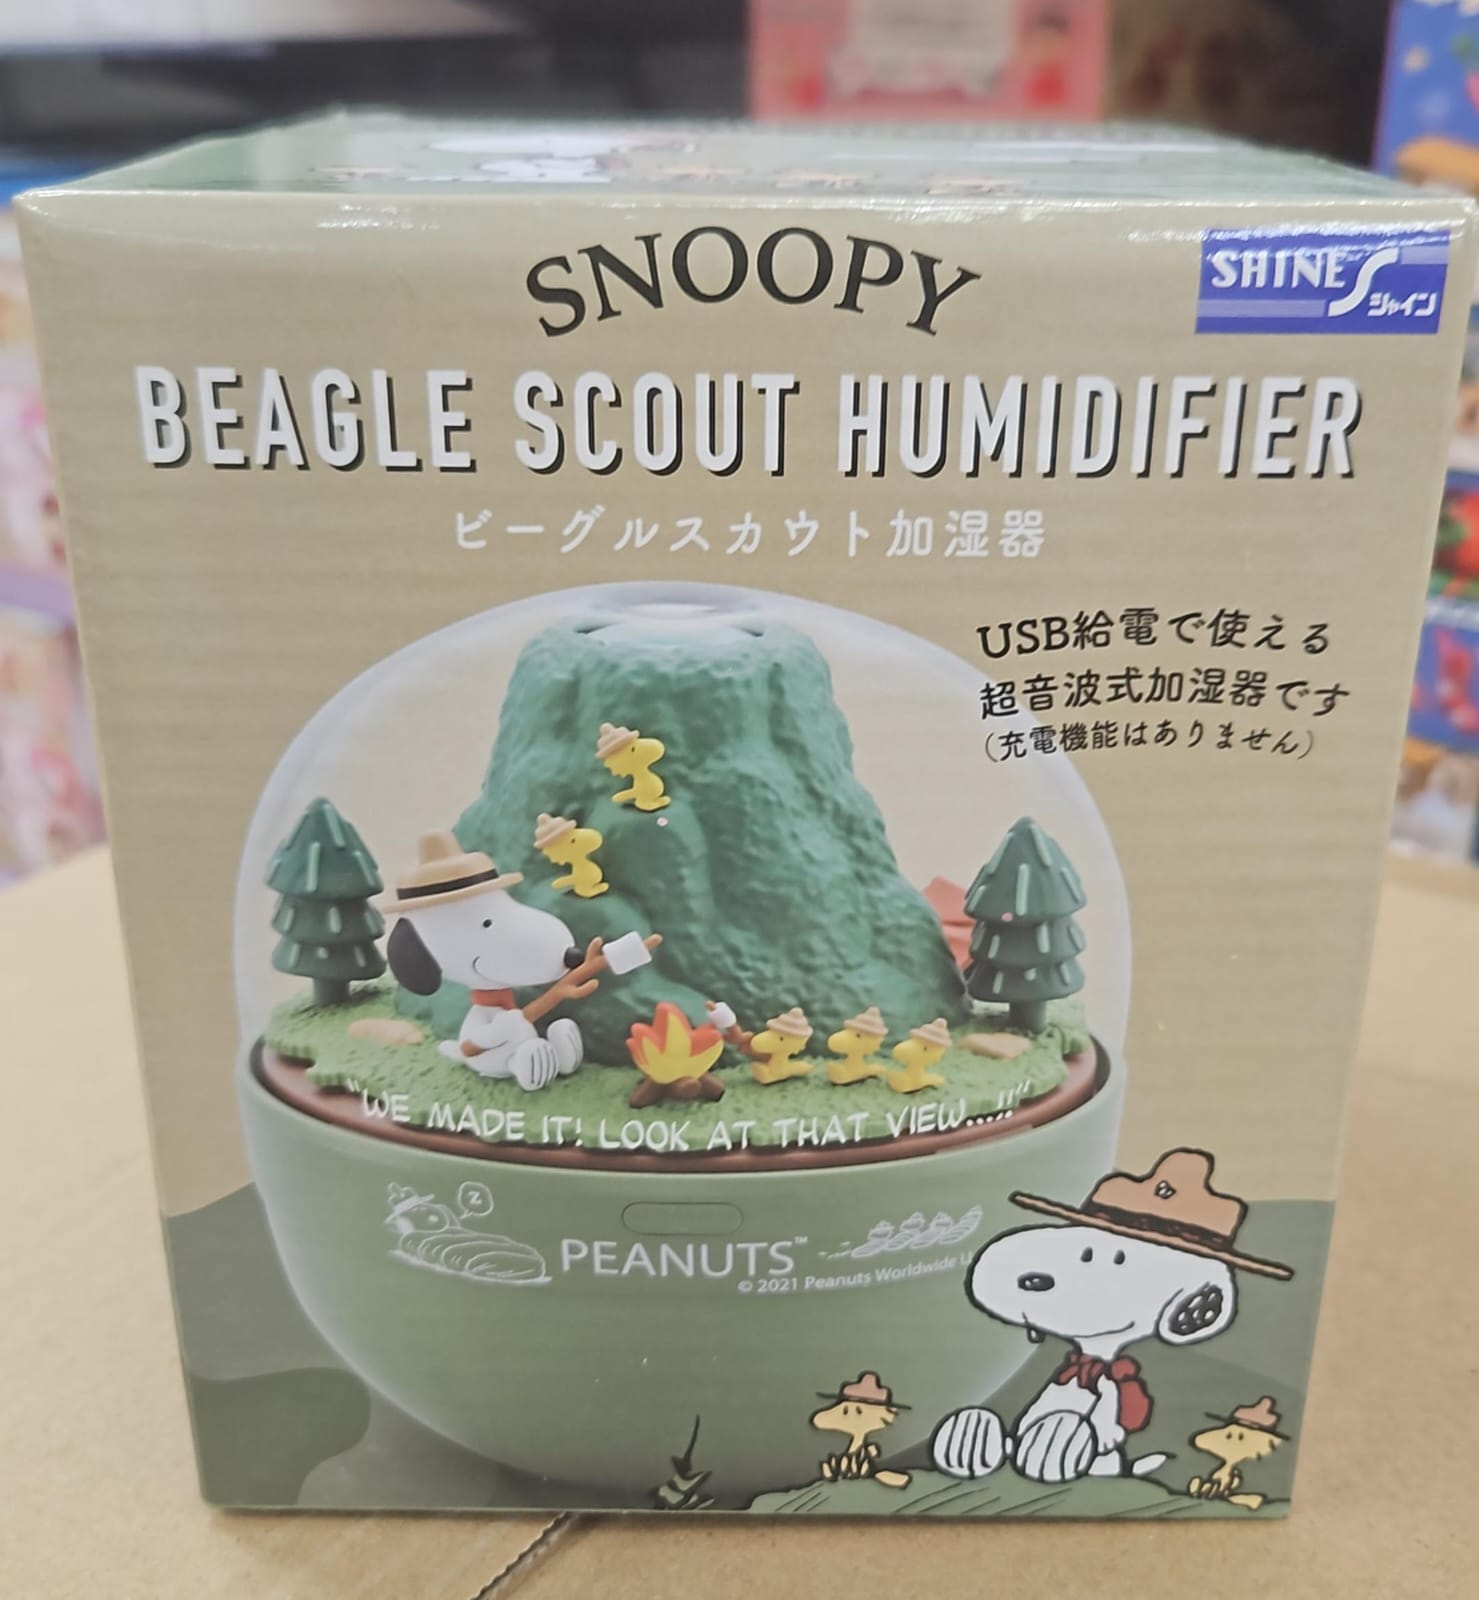 SNOOPY
SHINE
シャイン
BEAGLE SCOUT HUMIDIFIER
ビーグルスカウト加湿器
USB給電で使える
超音波式加湿器です
(充電機能はありません)
"WE MADE IT! LOOK AT THAT VIEW...!!"
Z
PEANUTS™
© 2021 Peanuts Worldwide